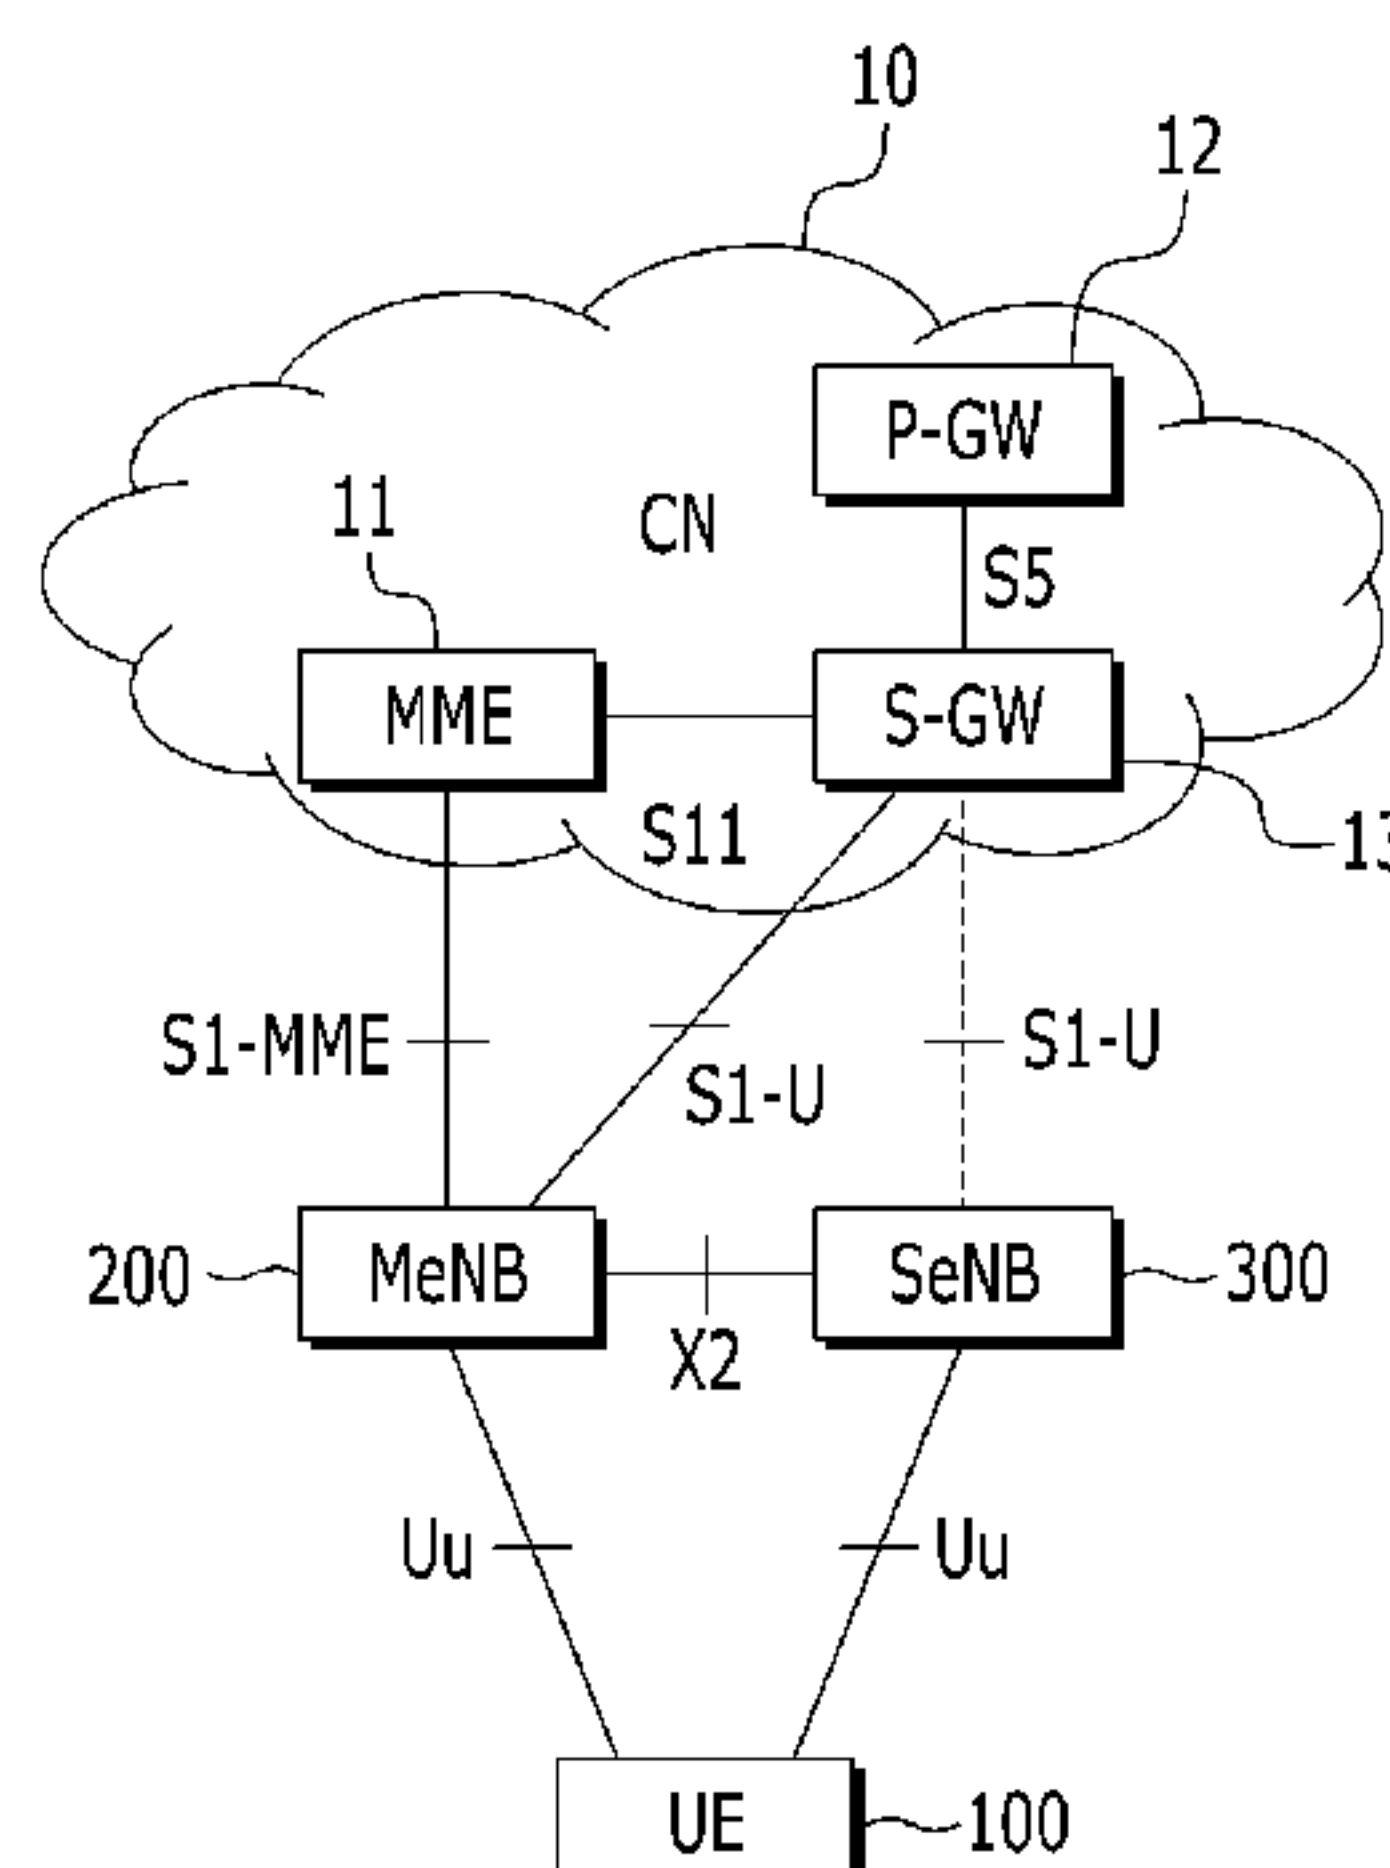 10
12
P-GW
11
CN
S5
MME
S-GW
S11
13
S1-MME
S1-U
S1-U
200
MeNB
SeNB
300
X2
Uu
Uu
UE
100